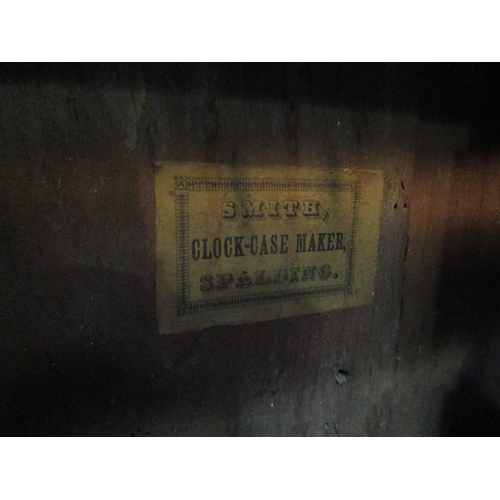 SMITH,
CLOCK-CASE MAKER,
SPALDING.